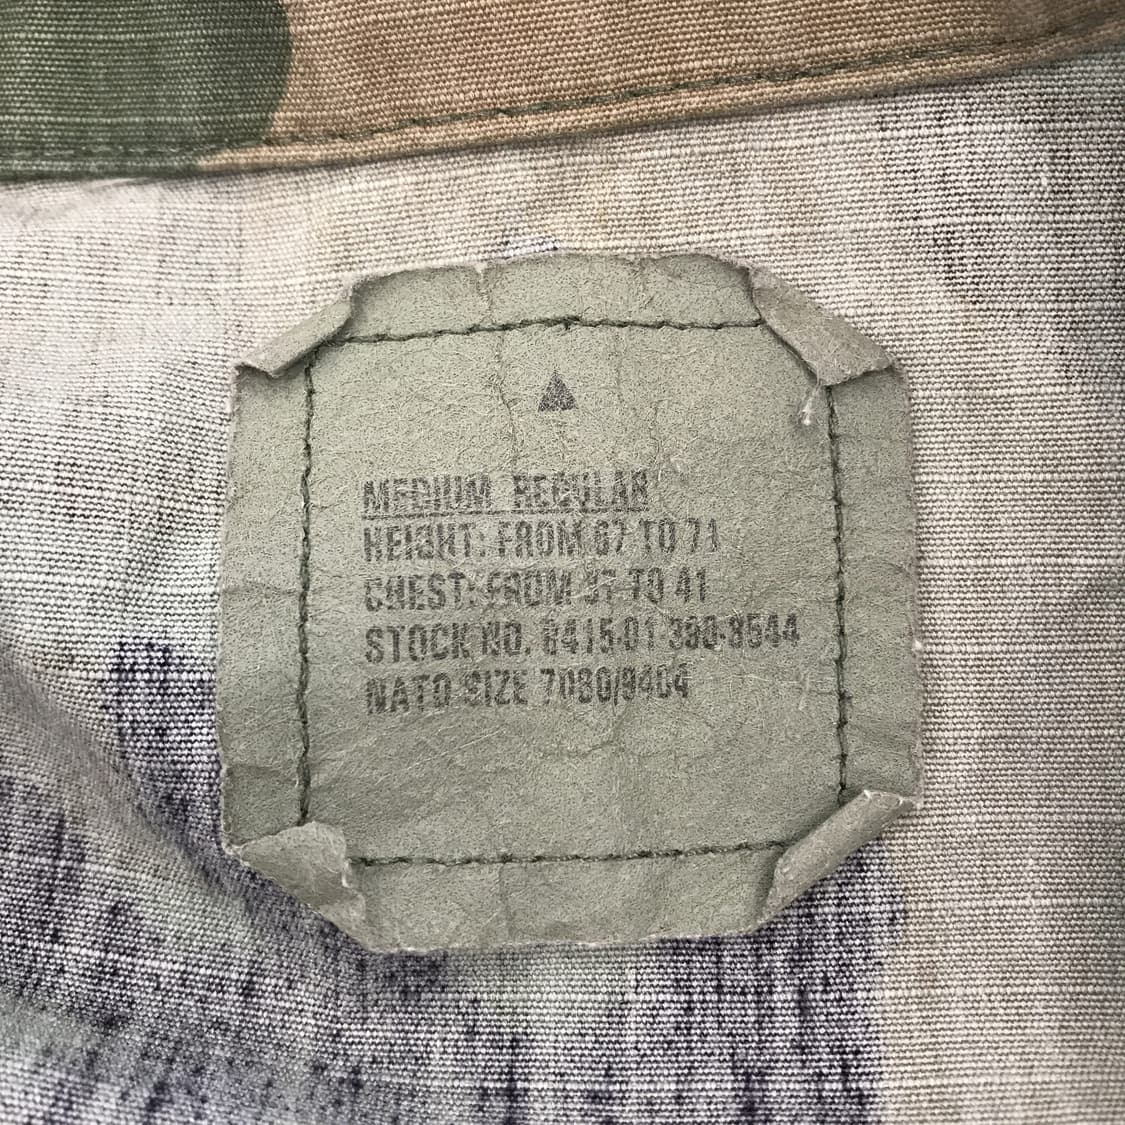 MEDIUM REGULAR
HEIGHT: FROM 67 TO 71
CHEST: FROM 37 TO 41
STOCK NO. 8415-01-390-8544
NATO SIZE 7080/9404